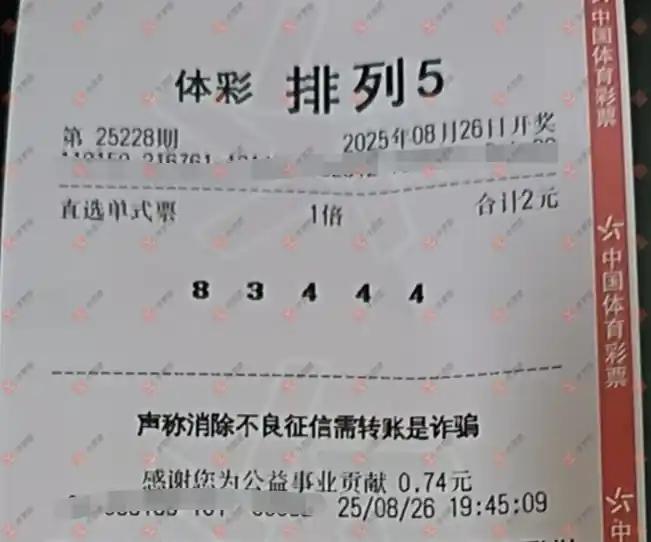 体彩 排列5
第 25228期 2025年08月26日开奖
直选单式票 1倍 合计2元
8 3 4 4 4
声称消除不良征信需转账是诈骗
感谢您为公益事业贡献 0.74元
25/08/26 19:45:09
中国体育彩票
中国体育彩票
中